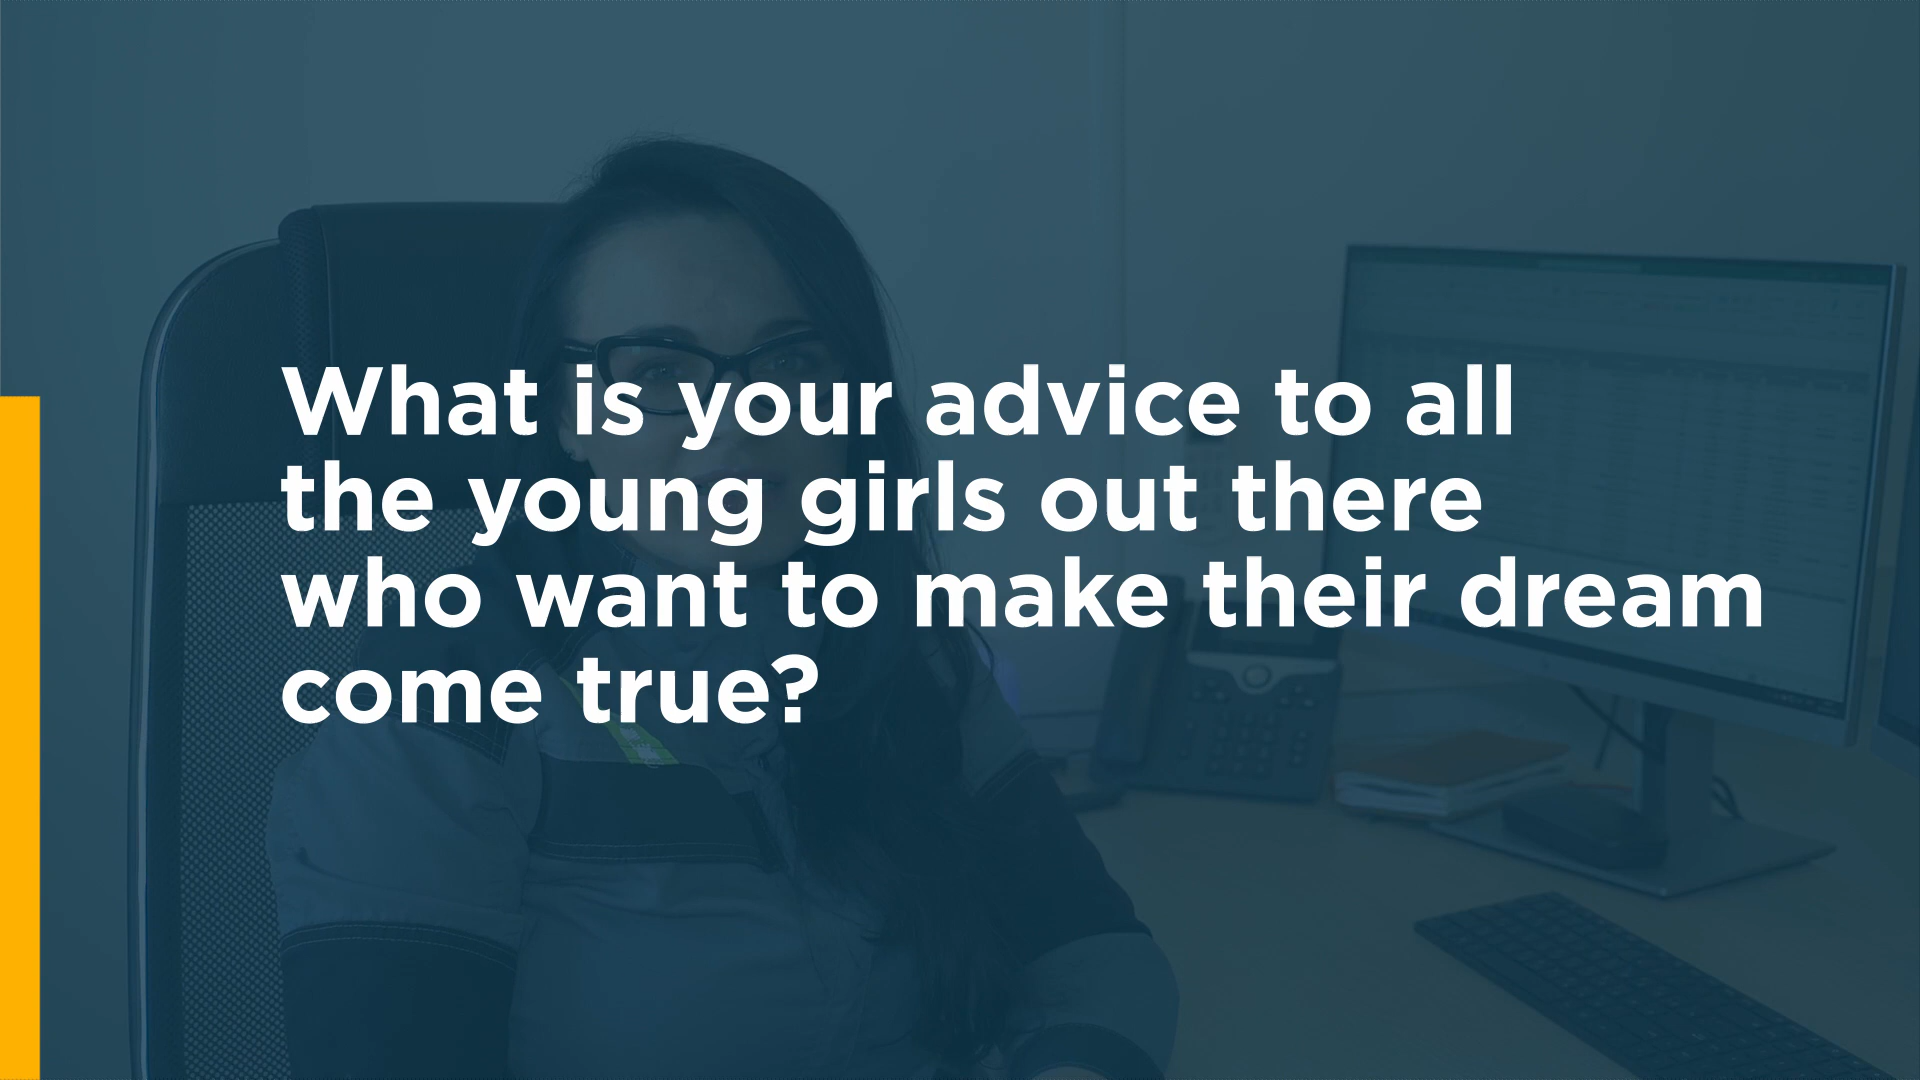 What is your advice to all
the young girls out there
who want to make their dream
come true?